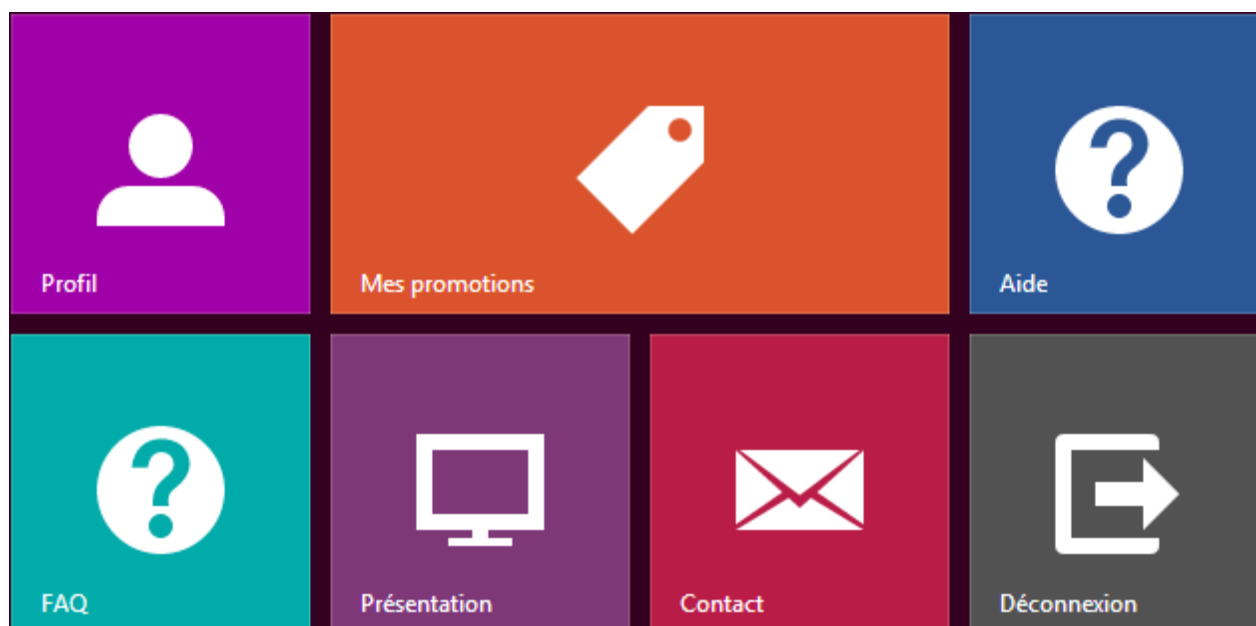 Profil
Mes promotions
Aide
FAQ
Présentation
Contact
Déconnexion